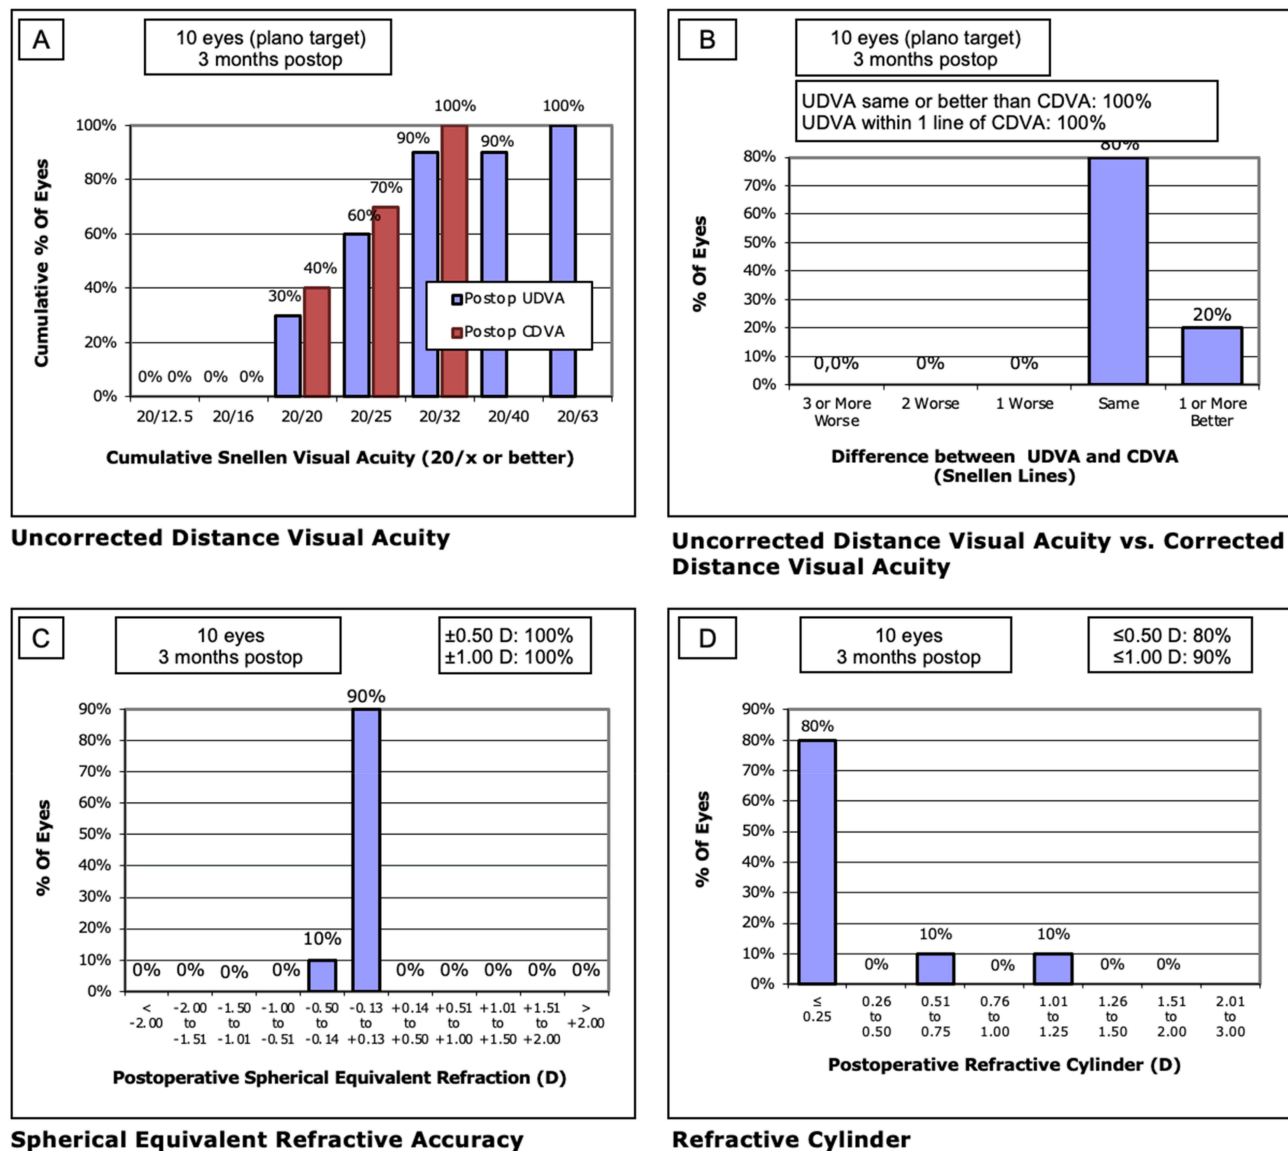 A
10 eyes (plano target)
3 months postop
Cumulative % Of Eyes
100%
80%
60%
40%
20%
0%
0% 0% 0% 0% 30% 40% 60% 70% 90% 100% 90% 100%
Postop UDVA
Postop CDVA
20/12.5 20/16 20/20 20/25 20/32 20/40 20/63
Cumulative Snellen Visual Acuity (20/x or better)
Uncorrected Distance Visual Acuity
B
10 eyes (plano target)
3 months postop
UDVA same or better than CDVA: 100%
UDVA within 1 line of CDVA: 100%
% Of Eyes
80%
70%
60%
50%
40%
30%
20%
10%
0%
0,0% 0% 0% 80% 20%
3 or More 2 Worse 1 Worse Same 1 or More
Worse Better
Difference between UDVA and CDVA
(Snellen Lines)
Uncorrected Distance Visual Acuity vs. Corrected
Distance Visual Acuity
C
10 eyes
3 months postop
±0.50 D: 100%
±1.00 D: 100%
% Of Eyes
90%
80%
70%
60%
50%
40%
30%
20%
10%
0%
0% 0% 0% 0% 10% 90% 0% 0% 0% 0% 0%
< -2.00 -1.50 -1.00 -0.50 -0.13 +0.14 +0.51 +1.01 +1.51 >
-2.00 to to to to to to to to to +2.00
-1.51 -1.01 -0.51 -0.14 +0.13 +0.50 +1.00 +1.50 +2.00
Postoperative Spherical Equivalent Refraction (D)
Spherical Equivalent Refractive Accuracy
D
10 eyes
3 months postop
≤0.50 D: 80%
≤1.00 D: 90%
% Of Eyes
90%
80%
70%
60%
50%
40%
30%
20%
10%
0%
80% 0% 10% 0% 10% 0% 0%
≤ 0.26 0.51 0.76 1.01 1.26 1.51 2.01
0.25 to to to to to to to
0.50 0.75 1.00 1.25 1.50 2.00 3.00
Postoperative Refractive Cylinder (D)
Refractive Cylinder